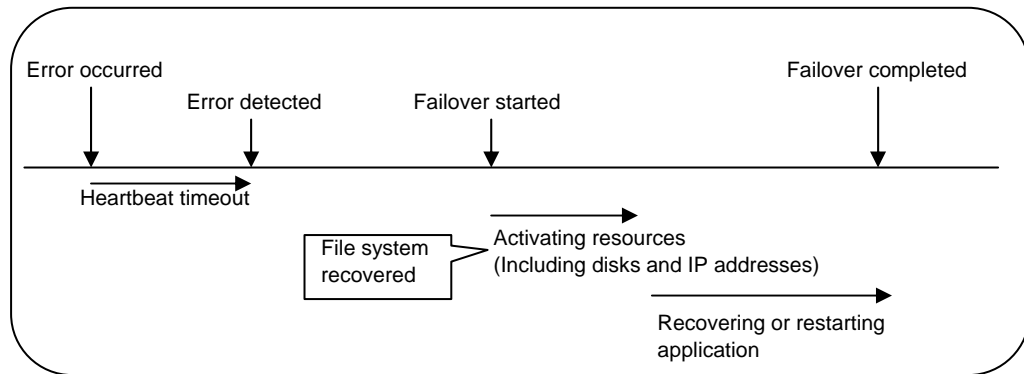 Error occurred
Failover completed
Error detected
Failover started
Heartbeat timeout
File system
recovered
Activating resources
(Including disks and IP addresses)
Recovering or restarting
application